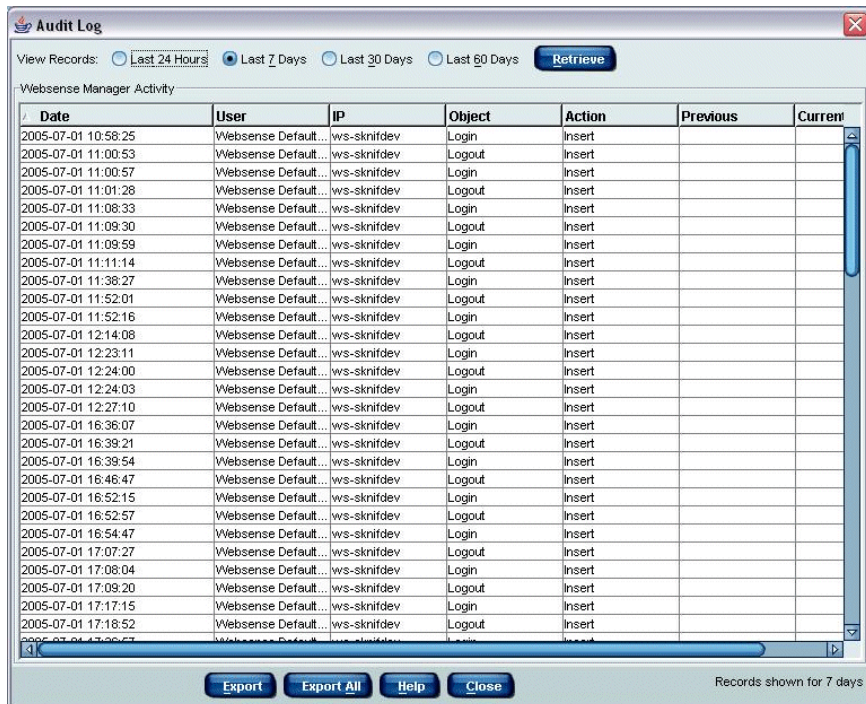 Audit Log
View Records: Last 24 Hours Last 7 Days Last 30 Days Last 60 Days Retrieve
Websense Manager Activity
Date User IP Object Action Previous Current
2005-07-01 10:58:25 Websense Default... ws-sknifdev Login Insert
2005-07-01 11:00:53 Websense Default... ws-sknifdev Logout Insert
2005-07-01 11:00:57 Websense Default... ws-sknifdev Login Insert
2005-07-01 11:01:28 Websense Default... ws-sknifdev Logout Insert
2005-07-01 11:08:33 Websense Default... ws-sknifdev Login Insert
2005-07-01 11:09:30 Websense Default... ws-sknifdev Logout Insert
2005-07-01 11:09:59 Websense Default... ws-sknifdev Login Insert
2005-07-01 11:11:14 Websense Default... ws-sknifdev Logout Insert
2005-07-01 11:38:27 Websense Default... ws-sknifdev Login Insert
2005-07-01 11:52:01 Websense Default... ws-sknifdev Logout Insert
2005-07-01 11:52:16 Websense Default... ws-sknifdev Login Insert
2005-07-01 12:14:08 Websense Default... ws-sknifdev Logout Insert
2005-07-01 12:23:11 Websense Default... ws-sknifdev Login Insert
2005-07-01 12:24:00 Websense Default... ws-sknifdev Logout Insert
2005-07-01 12:24:03 Websense Default... ws-sknifdev Login Insert
2005-07-01 12:27:10 Websense Default... ws-sknifdev Logout Insert
2005-07-01 16:36:07 Websense Default... ws-sknifdev Login Insert
2005-07-01 16:39:21 Websense Default... ws-sknifdev Logout Insert
2005-07-01 16:39:54 Websense Default... ws-sknifdev Login Insert
2005-07-01 16:46:47 Websense Default... ws-sknifdev Logout Insert
2005-07-01 16:52:15 Websense Default... ws-sknifdev Login Insert
2005-07-01 16:52:57 Websense Default... ws-sknifdev Logout Insert
2005-07-01 16:54:47 Websense Default... ws-sknifdev Login Insert
2005-07-01 17:07:27 Websense Default... ws-sknifdev Logout Insert
2005-07-01 17:08:04 Websense Default... ws-sknifdev Login Insert
2005-07-01 17:09:20 Websense Default... ws-sknifdev Logout Insert
2005-07-01 17:17:15 Websense Default... ws-sknifdev Login Insert
2005-07-01 17:18:52 Websense Default... ws-sknifdev Logout Insert
Export Export All Help Close Records shown for 7 days